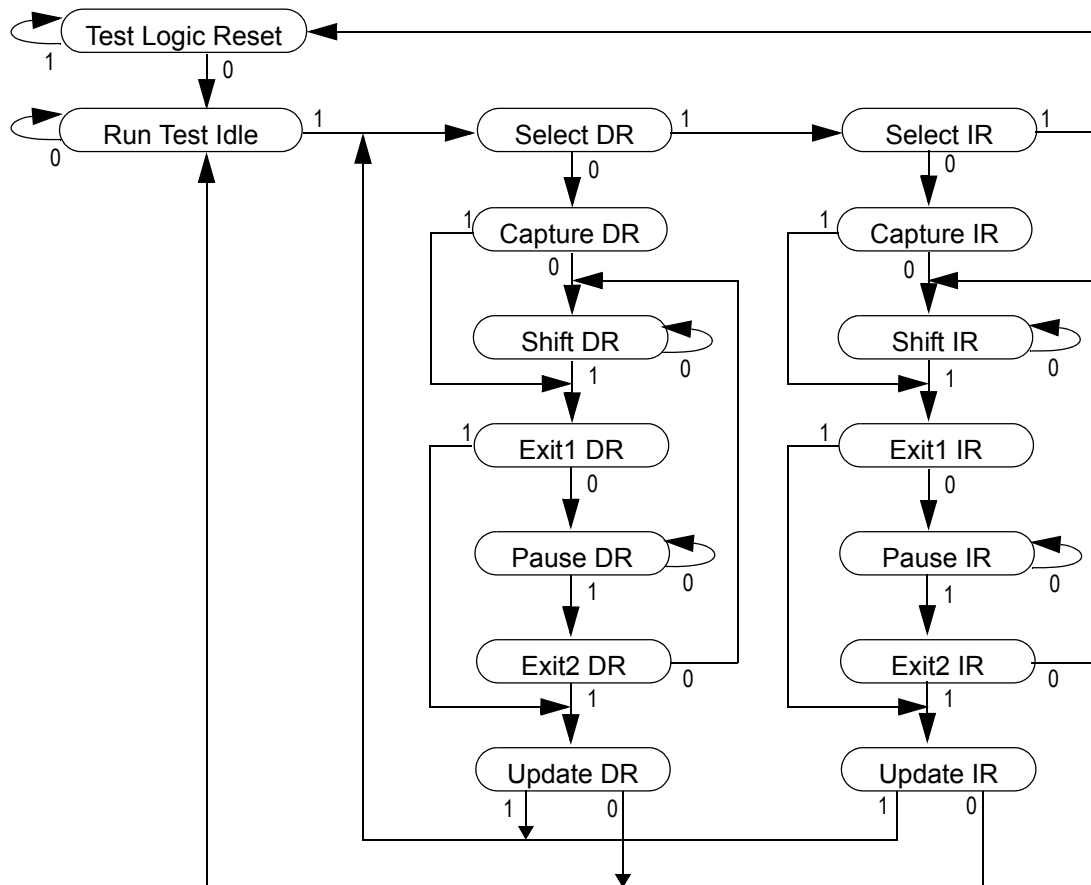 Test Logic Reset
1
0
Run Test Idle
1
0
Select DR
1
0
Select IR
1
0
1
Capture DR
0
1
Capture IR
0
Shift DR
0
1
Shift IR
0
1
1
Exit1 DR
0
1
Exit1 IR
0
Pause DR
0
1
Pause IR
0
1
Exit2 DR
0
1
Exit2 IR
0
1
Update DR
1
0
Update IR
1
0